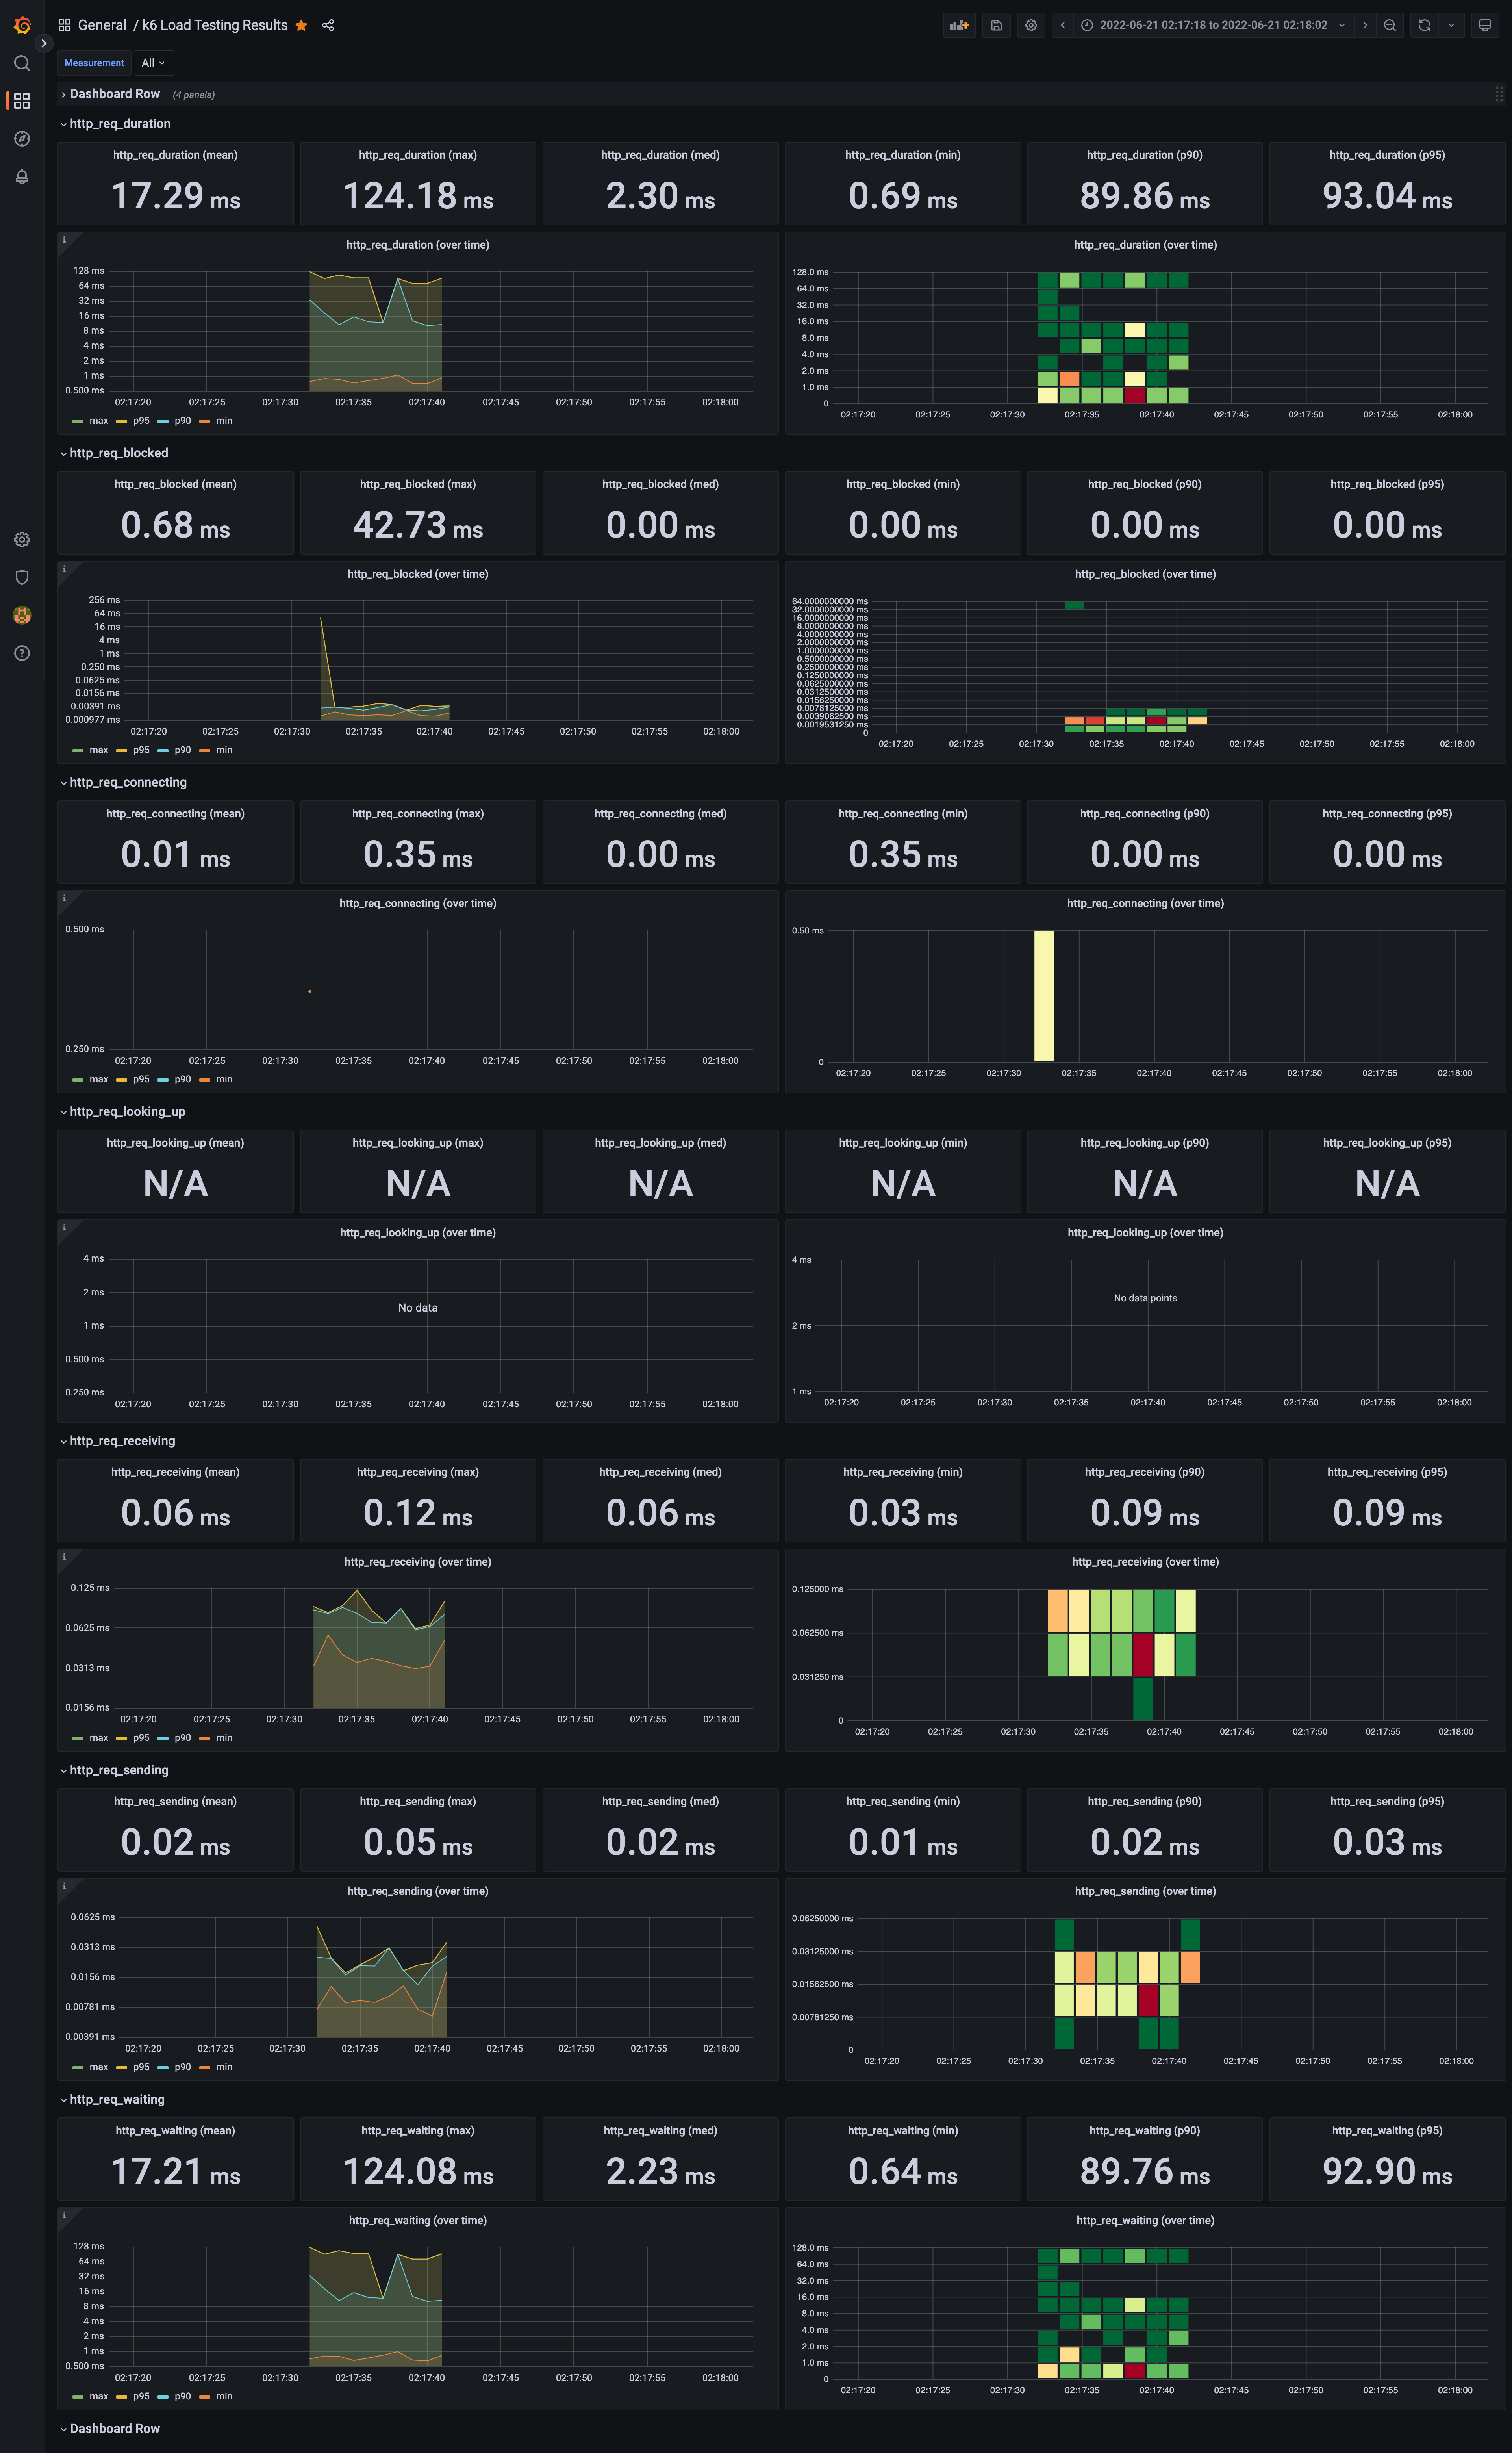 General / k6 Load Testing Results
2022-06-21 02:17:18 to 2022-06-21 02:18:02
Measurement All
Dashboard Row (4 panels)
http_req_duration
http_req_duration (mean) http_req_duration (max) http_req_duration (med) http_req_duration (min) http_req_duration (p90) http_req_duration (p95)
17.29 ms 124.18 ms 2.30 ms 0.69 ms 89.86 ms 93.04 ms
http_req_duration (over time)
128 ms
64 ms
32 ms
16 ms
8 ms
4 ms
2 ms
1 ms
0.500 ms
02:17:20 02:17:25 02:17:30 02:17:35 02:17:40 02:17:45 02:17:50 02:17:55 02:18:00
max p95 p90 min
http_req_duration (over time)
128.0 ms
64.0 ms
32.0 ms
16.0 ms
8.0 ms
4.0 ms
2.0 ms
1.0 ms
0
02:17:20 02:17:25 02:17:30 02:17:35 02:17:40 02:17:45 02:17:50 02:17:55 02:18:00
http_req_blocked
http_req_blocked (mean) http_req_blocked (max) http_req_blocked (med) http_req_blocked (min) http_req_blocked (p90) http_req_blocked (p95)
0.68 ms 42.73 ms 0.00 ms 0.00 ms 0.00 ms 0.00 ms
http_req_blocked (over time)
256 ms
64 ms
16 ms
4 ms
1 ms
0.250 ms
0.0625 ms
0.0156 ms
0.00391 ms
0.000977 ms
02:17:20 02:17:25 02:17:30 02:17:35 02:17:40 02:17:45 02:17:50 02:17:55 02:18:00
max p95 p90 min
http_req_blocked (over time)
64.0000000000 ms
32.0000000000 ms
16.0000000000 ms
8.0000000000 ms
4.0000000000 ms
2.0000000000 ms
1.0000000000 ms
0.5000000000 ms
0.2500000000 ms
0.1250000000 ms
0.0625000000 ms
0.0312500000 ms
0.0156250000 ms
0.0078125000 ms
0.0039062500 ms
0.0019531250 ms
0
02:17:20 02:17:25 02:17:30 02:17:35 02:17:40 02:17:45 02:17:50 02:17:55 02:18:00
http_req_connecting
http_req_connecting (mean) http_req_connecting (max) http_req_connecting (med) http_req_connecting (min) http_req_connecting (p90) http_req_connecting (p95)
0.01 ms 0.35 ms 0.00 ms 0.35 ms 0.00 ms 0.00 ms
http_req_connecting (over time)
0.500 ms
0.250 ms
02:17:20 02:17:25 02:17:30 02:17:35 02:17:40 02:17:45 02:17:50 02:17:55 02:18:00
max p95 p90 min
http_req_connecting (over time)
0.50 ms
0
02:17:20 02:17:25 02:17:30 02:17:35 02:17:40 02:17:45 02:17:50 02:17:55 02:18:00
http_req_looking_up
http_req_looking_up (mean) http_req_looking_up (max) http_req_looking_up (med) http_req_looking_up (min) http_req_looking_up (p90) http_req_looking_up (p95)
N/A N/A N/A N/A N/A N/A
http_req_looking_up (over time)
4 ms
2 ms
No data
1 ms
0.500 ms
0.250 ms
02:17:20 02:17:25 02:17:30 02:17:35 02:17:40 02:17:45 02:17:50 02:17:55 02:18:00
http_req_looking_up (over time)
4 ms
No data points
2 ms
1 ms
02:17:20 02:17:25 02:17:30 02:17:35 02:17:40 02:17:45 02:17:50 02:17:55 02:18:00
http_req_receiving
http_req_receiving (mean) http_req_receiving (max) http_req_receiving (med) http_req_receiving (min) http_req_receiving (p90) http_req_receiving (p95)
0.06 ms 0.12 ms 0.06 ms 0.03 ms 0.09 ms 0.09 ms
http_req_receiving (over time)
0.125 ms
0.0625 ms
0.0313 ms
0.0156 ms
02:17:20 02:17:25 02:17:30 02:17:35 02:17:40 02:17:45 02:17:50 02:17:55 02:18:00
max p95 p90 min
http_req_receiving (over time)
0.125000 ms
0.062500 ms
0.031250 ms
0
02:17:20 02:17:25 02:17:30 02:17:35 02:17:40 02:17:45 02:17:50 02:17:55 02:18:00
http_req_sending
http_req_sending (mean) http_req_sending (max) http_req_sending (med) http_req_sending (min) http_req_sending (p90) http_req_sending (p95)
0.02 ms 0.05 ms 0.02 ms 0.01 ms 0.02 ms 0.03 ms
http_req_sending (over time)
0.0625 ms
0.0313 ms
0.0156 ms
0.00781 ms
0.00391 ms
02:17:20 02:17:25 02:17:30 02:17:35 02:17:40 02:17:45 02:17:50 02:17:55 02:18:00
max p95 p90 min
http_req_sending (over time)
0.06250000 ms
0.03125000 ms
0.01562500 ms
0.00781250 ms
0
02:17:20 02:17:25 02:17:30 02:17:35 02:17:40 02:17:45 02:17:50 02:17:55 02:18:00
http_req_waiting
http_req_waiting (mean) http_req_waiting (max) http_req_waiting (med) http_req_waiting (min) http_req_waiting (p90) http_req_waiting (p95)
17.21 ms 124.08 ms 2.23 ms 0.64 ms 89.76 ms 92.90 ms
http_req_waiting (over time)
128 ms
64 ms
32 ms
16 ms
8 ms
4 ms
2 ms
1 ms
0.500 ms
02:17:20 02:17:25 02:17:30 02:17:35 02:17:40 02:17:45 02:17:50 02:17:55 02:18:00
max p95 p90 min
http_req_waiting (over time)
128.0 ms
64.0 ms
32.0 ms
16.0 ms
8.0 ms
4.0 ms
2.0 ms
1.0 ms
0
02:17:20 02:17:25 02:17:30 02:17:35 02:17:40 02:17:45 02:17:50 02:17:55 02:18:00
Dashboard Row